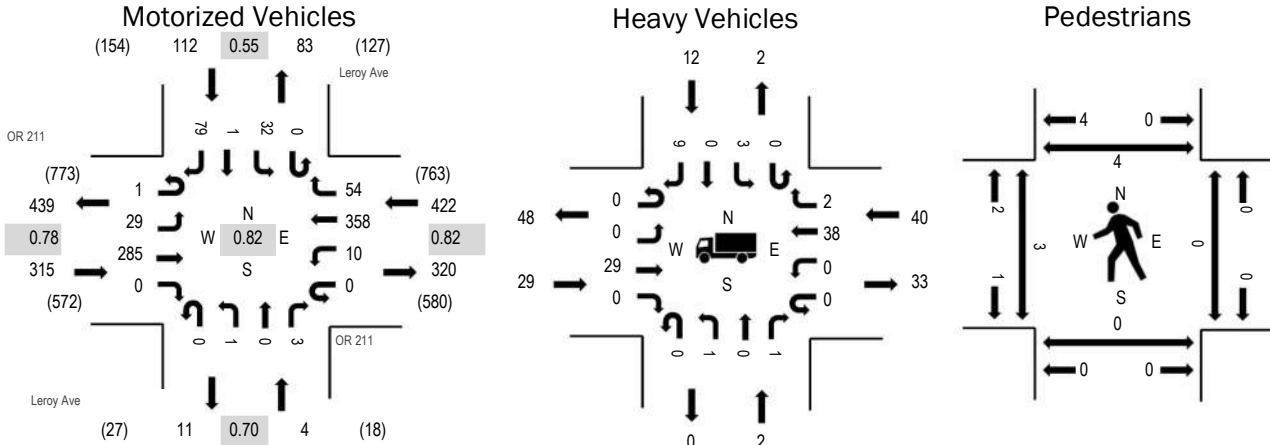 Motorized Vehicles
Heavy Vehicles
Pedestrians
(154) 112 0.55 83 (127)
Leroy Ave
OR 211
79 1 32 0
(773) (763)
439 1 54 422
0.78 29 N 358 0.82
W 0.82 E
315 285 S 10 320
(572) 0 0 (580)
0 1 0 3
OR 211
Leroy Ave
(27) 11 0.70 4 (18)
12 2
9 0 3 0
0 2
48 0 N 38 40
W E
29 29 S 0 33
0 0
0 1 0 1
0 2
4 0
4
2 3 N 0 0
W E
1 S 0
0
0 0